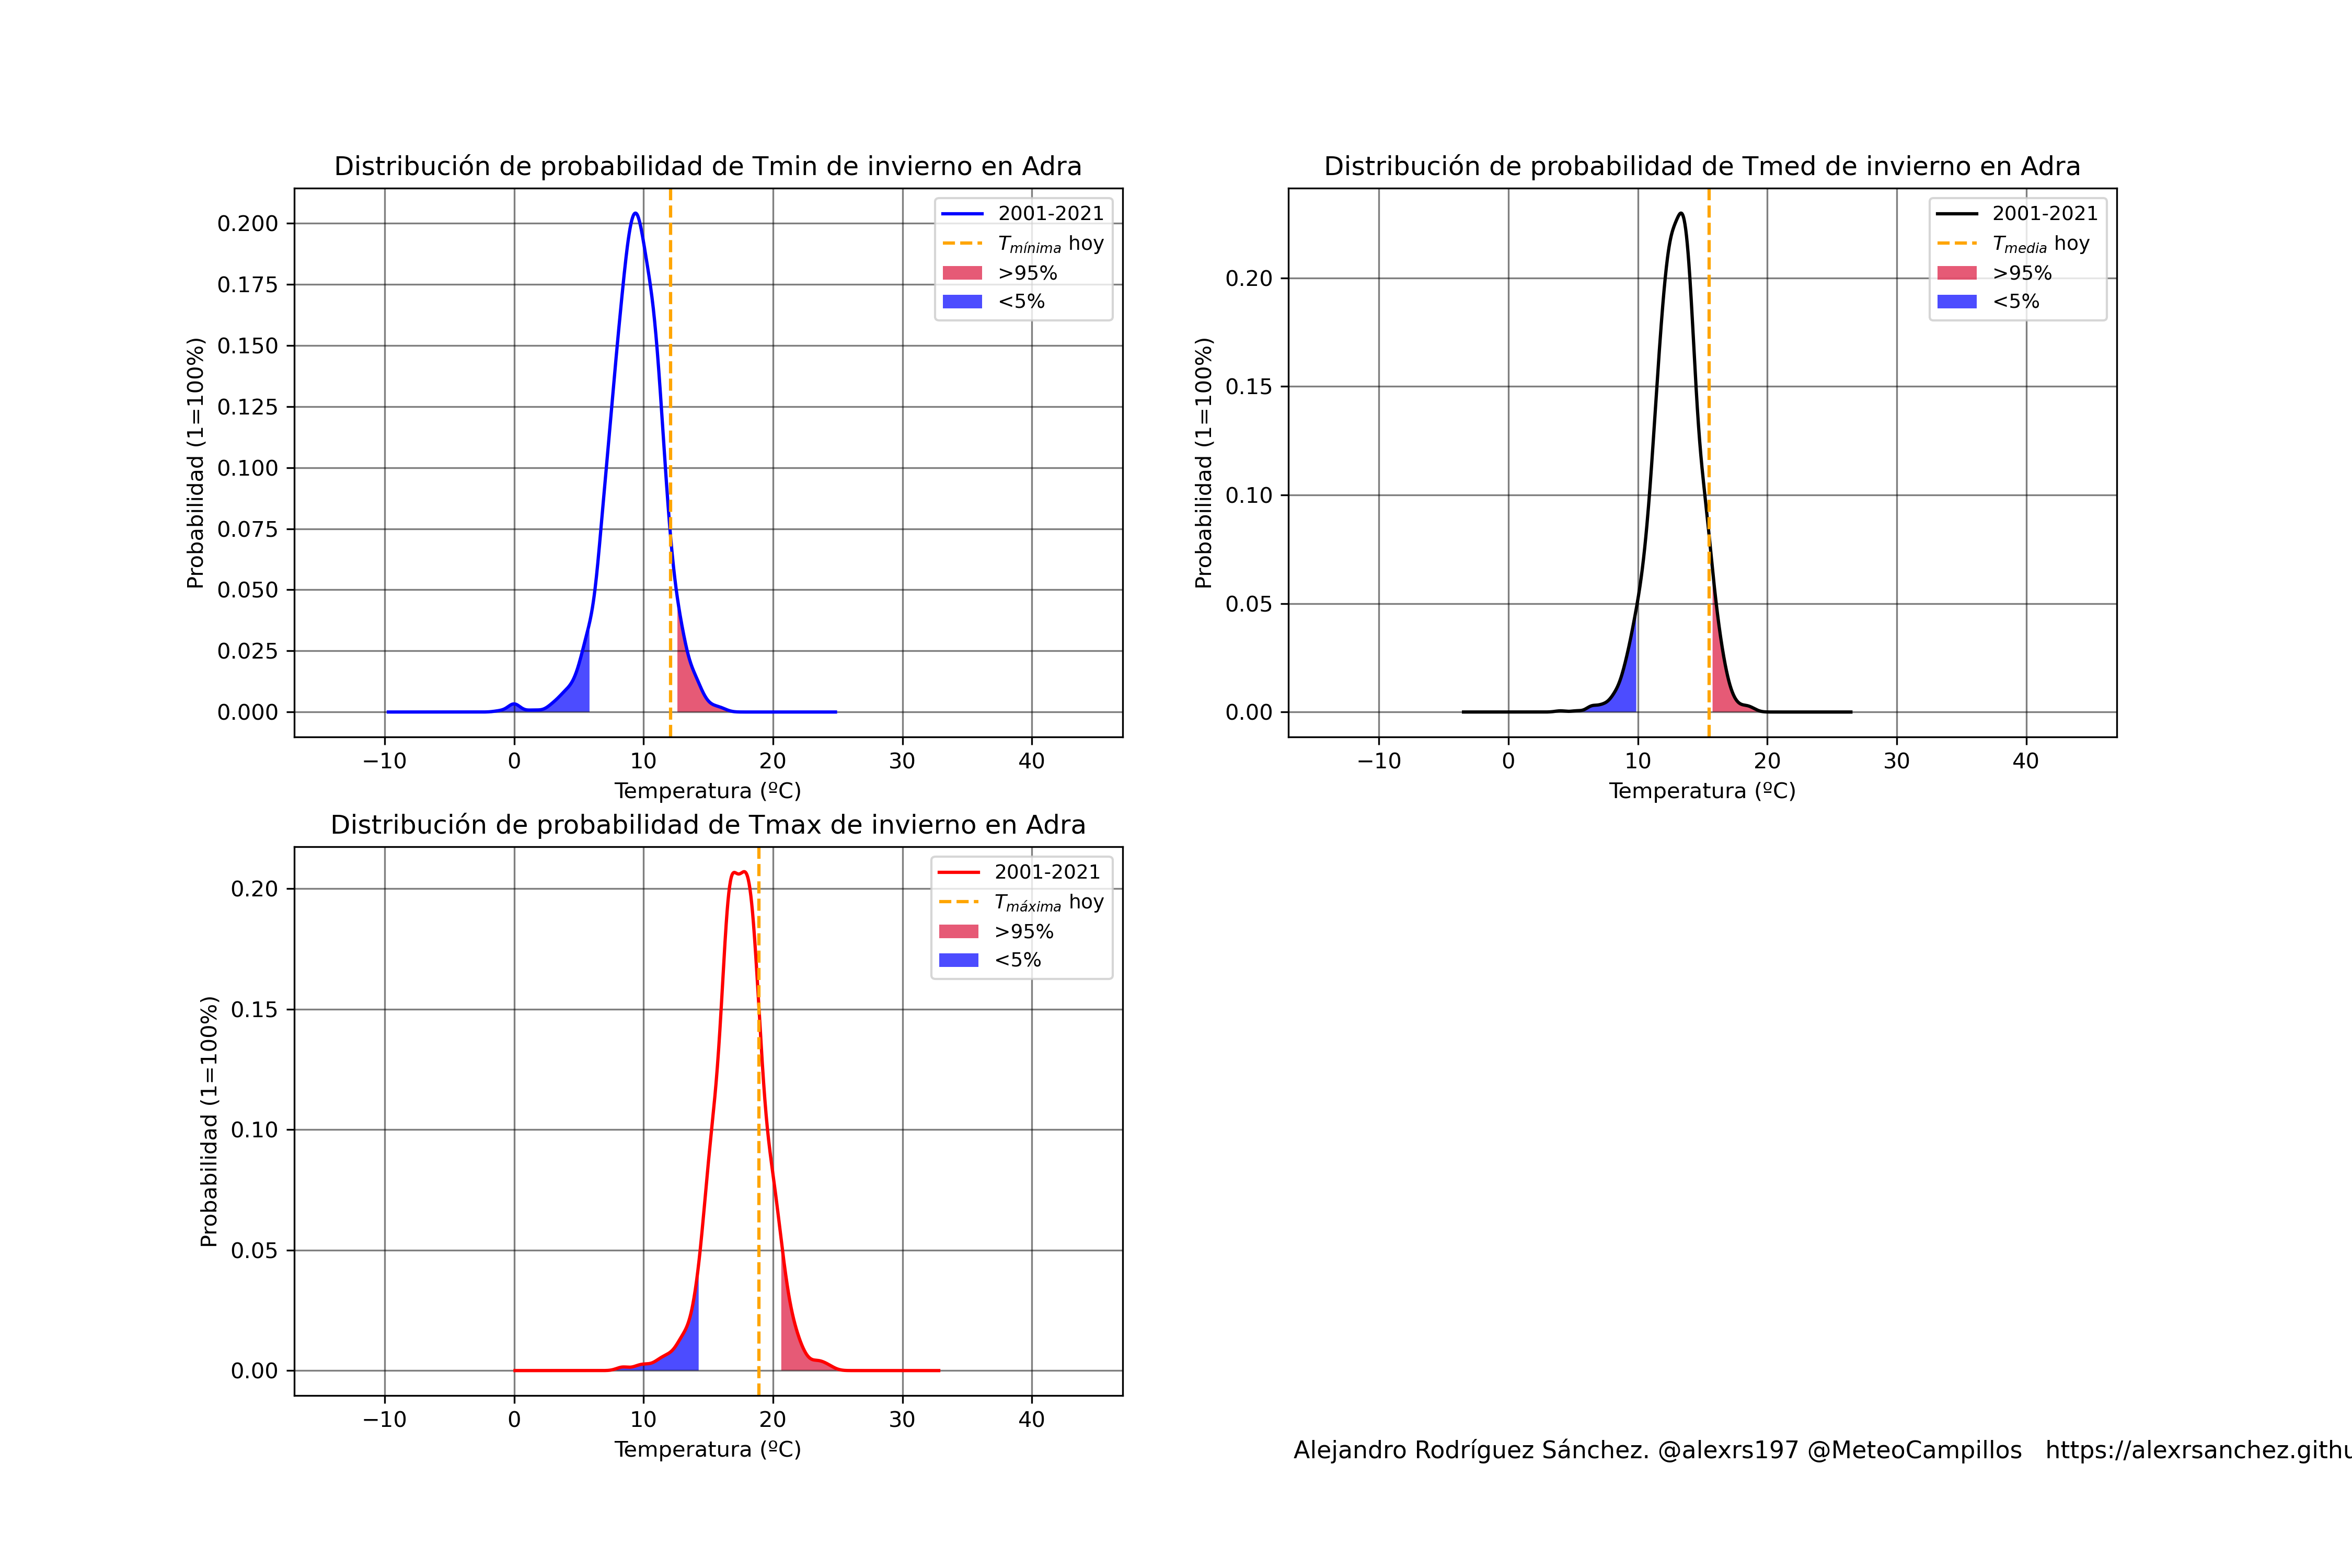 Distribución de probabilidad de Tmin de invierno en Adra
Probabilidad (1=100%)
0.200
0.175
0.150
0.125
0.100
0.075
0.050
0.025
0.000
−10 0 10 20 30 40
Temperatura (ºC)
2001-2021
Tmínima hoy
>95%
<5%
Distribución de probabilidad de Tmed de invierno en Adra
Probabilidad (1=100%)
0.20
0.15
0.10
0.05
0.00
−10 0 10 20 30 40
Temperatura (ºC)
2001-2021
Tmedia hoy
>95%
<5%
Distribución de probabilidad de Tmax de invierno en Adra
Probabilidad (1=100%)
0.20
0.15
0.10
0.05
0.00
−10 0 10 20 30 40
Temperatura (ºC)
2001-2021
Tmáxima hoy
>95%
<5%
Alejandro Rodríguez Sánchez. @alexrs197 @MeteoCampillos https://alexrsanchez.githu